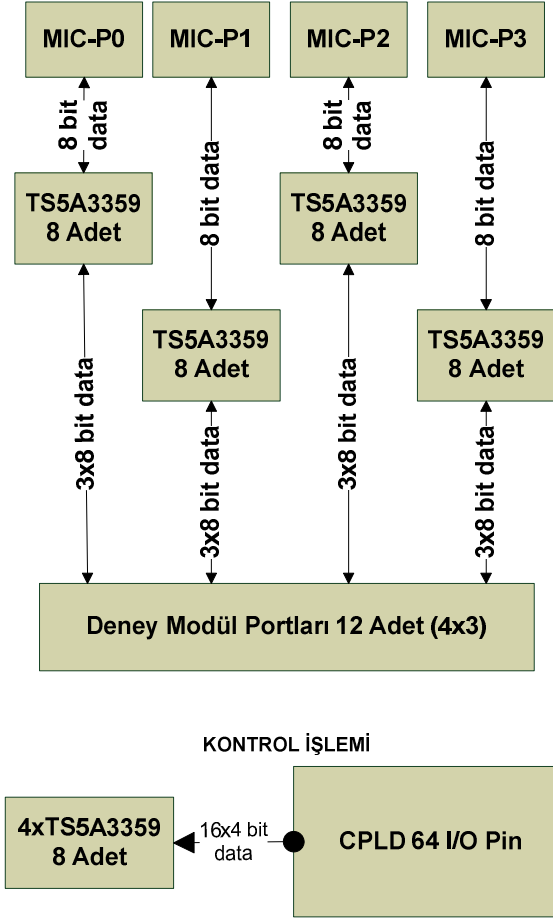 MIC-P0
MIC-P1
MIC-P2
MIC-P3
8 bit
data
8 bit data
8 bit
data
8 bit data
TS5A3359
8 Adet
TS5A3359
8 Adet
TS5A3359
8 Adet
TS5A3359
8 Adet
3x8 bit data
3x8 bit data
3x8 bit data
3x8 bit data
Deney Modül Portları 12 Adet (4x3)
KONTROL İŞLEMİ
4xTS5A3359
8 Adet
16x4 bit
data
CPLD 64 I/O Pin